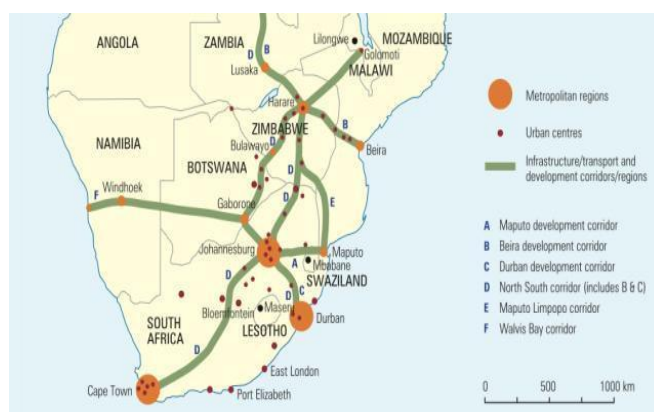 ANGOLA
ZAMBIA
Lilongwe
MOZAMBIQUE
Golomoti
MALAWI
D B
Lusaka
Harare
ZIMBABWE
B
Beira
NAMIBIA
Bulawayo
D
BOTSWANA
D
E
F
Windhoek
Gaborone
D
Johannesburg
Maputo
A
Mbabane
SWAZILAND
D
C
D
Bloemfontein
Maseru
Durban
SOUTH
AFRICA
LESOTHO
D
East London
Cape Town
Port Elizabeth
Metropolitan regions
Urban centres
Infrastructure/transport and
development corridors/regions
A Maputo development corridor
B Beira development corridor
C Durban development corridor
D North South corridor (includes B & C)
E Maputo Limpopo corridor
F Walvis Bay corridor
0 500 1000 km